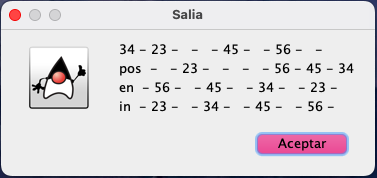 Salia
34 – 23 –   –   – 45 –   – 56 –   –
pos  –   – 23 –   –   –   – 56 – 45 – 34
en  – 56 –   – 45 –   – 34 –   – 23 –
in  – 23 –   – 34 –   – 45 –   – 56 –
Aceptar